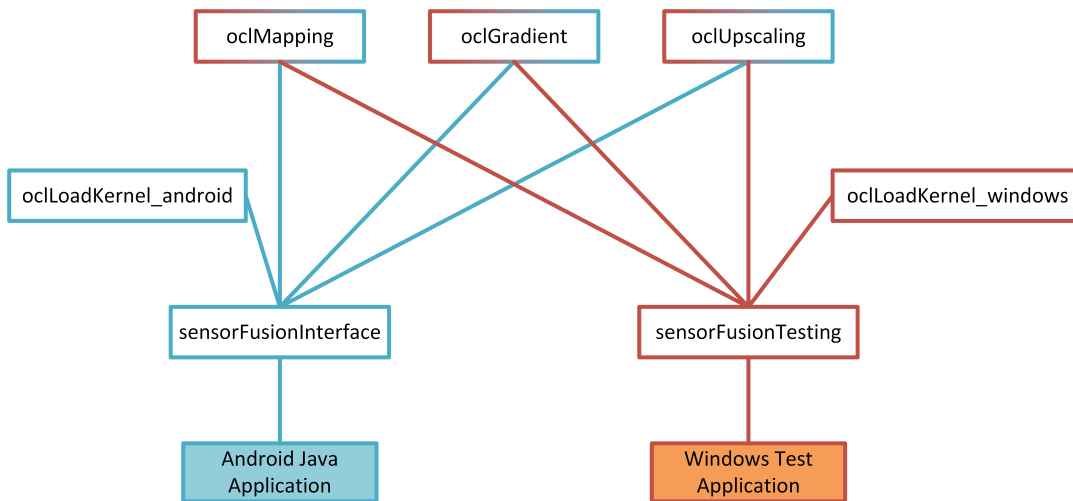 oclMapping
oclGradient
oclUpscaling
oclLoadKernel_android
oclLoadKernel_windows
sensorFusionInterface
sensorFusionTesting
Android Java
Application
Windows Test
Application